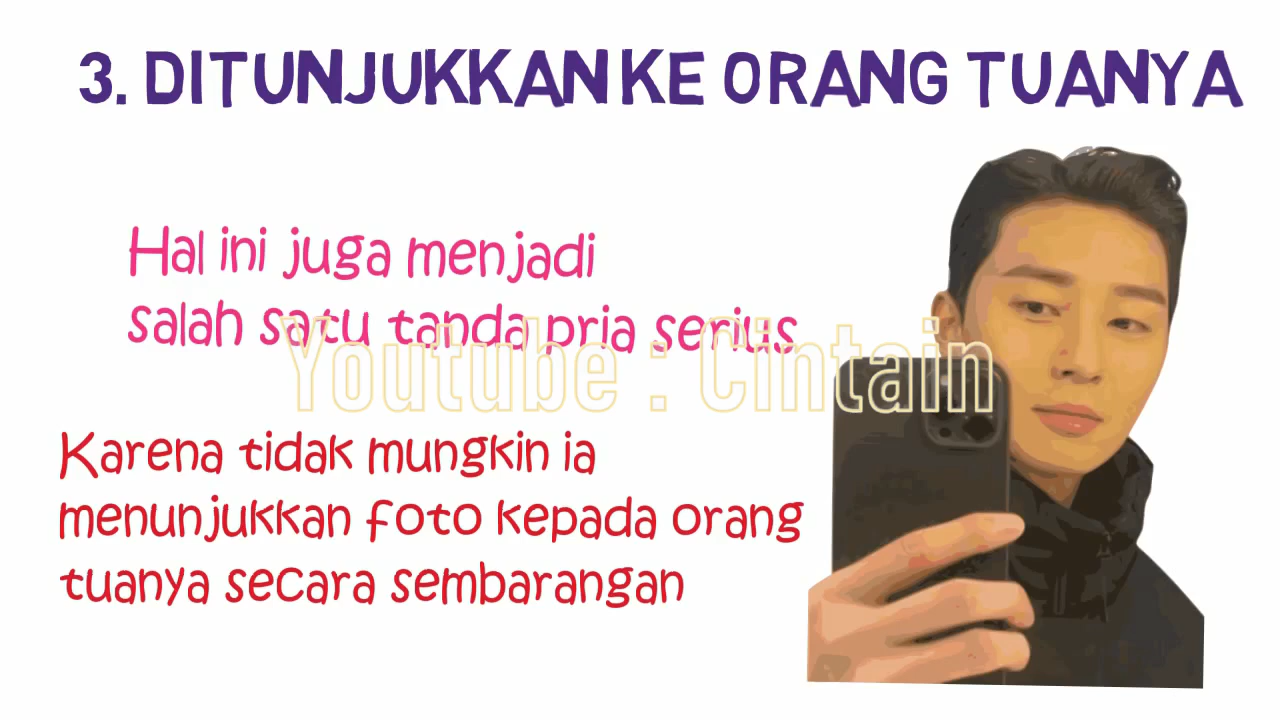 3. DITUNJUKKAN KE ORANG TUANYA
Hal ini juga menjadi
salah satu tanda pria serius
Youtube : Cintain
Karena tidak mungkin ia
menunjukkan foto kepada orang
tuanya secara sembarangan